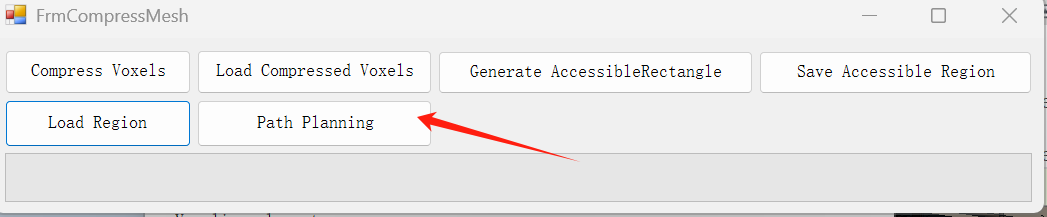 FrmCompressMesh
Compress Voxels
Load Compressed Voxels
Generate AccessibleRectangle
Save Accessible Region
Load Region
Path Planning